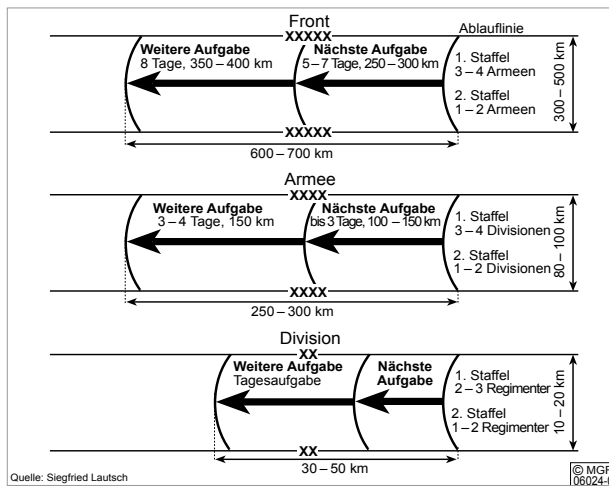 Front
XXXXX
Ablauflinie
Weitere Aufgabe
8 Tage, 350 – 400 km
Nächste Aufgabe
5 – 7 Tage, 250 – 300 km
1. Staffel
3 – 4 Armeen
2. Staffel
1 – 2 Armeen
300 – 500 km
XXXXX
600 – 700 km
Armee
XXXX
Weitere Aufgabe
3 – 4 Tage, 150 km
Nächste Aufgabe
bis 3 Tage, 100 – 150 km
1. Staffel
3 – 4 Divisionen
2. Staffel
1 – 2 Divisionen
80 – 100 km
XXXX
250 – 300 km
Division
XX
Weitere Aufgabe
Tagesaufgabe
Nächste
Aufgabe
1. Staffel
2 – 3 Regimenter
2. Staffel
1 – 2 Regimenter
10 – 20 km
XX
30 – 50 km
Quelle: Siegfried Lautsch
© MGF